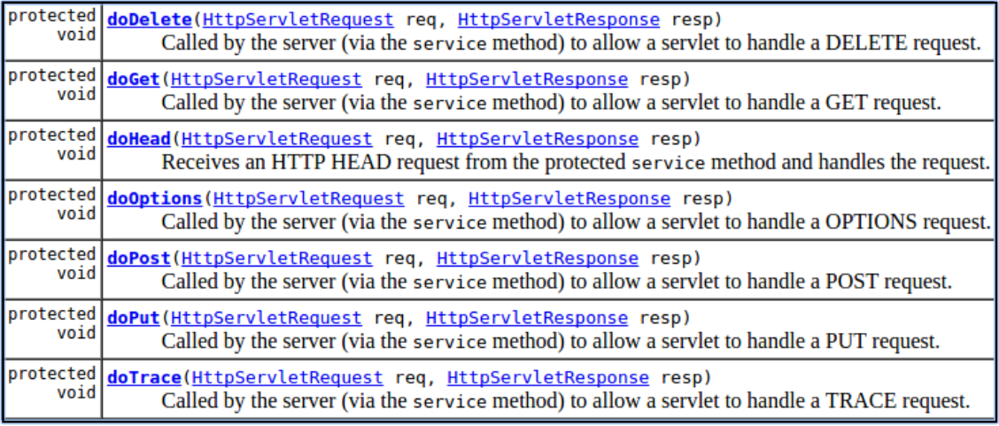 protected void doDelete(HttpServletRequest req, HttpServletResponse resp)
Called by the server (via the service method) to allow a servlet to handle a DELETE request.
protected void doGet(HttpServletRequest req, HttpServletResponse resp)
Called by the server (via the service method) to allow a servlet to handle a GET request.
protected void doHead(HttpServletRequest req, HttpServletResponse resp)
Receives an HTTP HEAD request from the protected service method and handles the request.
protected void doOptions(HttpServletRequest req, HttpServletResponse resp)
Called by the server (via the service method) to allow a servlet to handle a OPTIONS request.
protected void doPost(HttpServletRequest req, HttpServletResponse resp)
Called by the server (via the service method) to allow a servlet to handle a POST request.
protected void doPut(HttpServletRequest req, HttpServletResponse resp)
Called by the server (via the service method) to allow a servlet to handle a PUT request.
protected void doTrace(HttpServletRequest req, HttpServletResponse resp)
Called by the server (via the service method) to allow a servlet to handle a TRACE request.